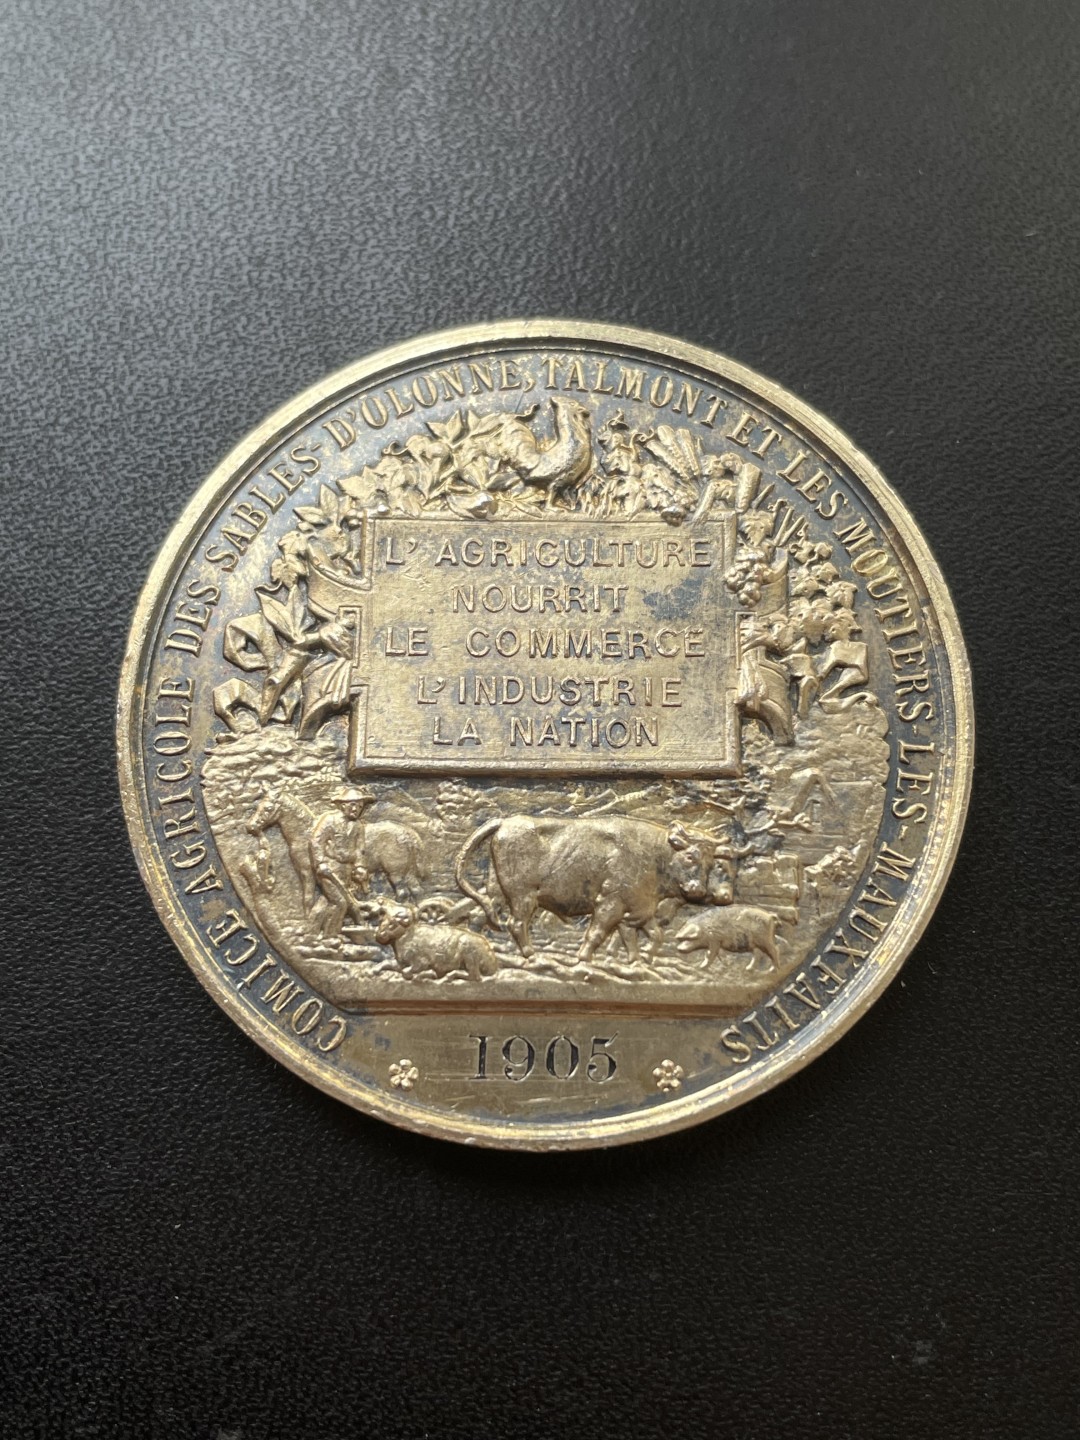 COMICE AGRICOLE DES SABLES-D'OLONNE, TALMONT ET LES MOUTIERS-LES-MAUXFAITS
L' AGRICULTURE
NOURRIT
LE COMMERCE
L'INDUSTRIE
LA NATION
1905